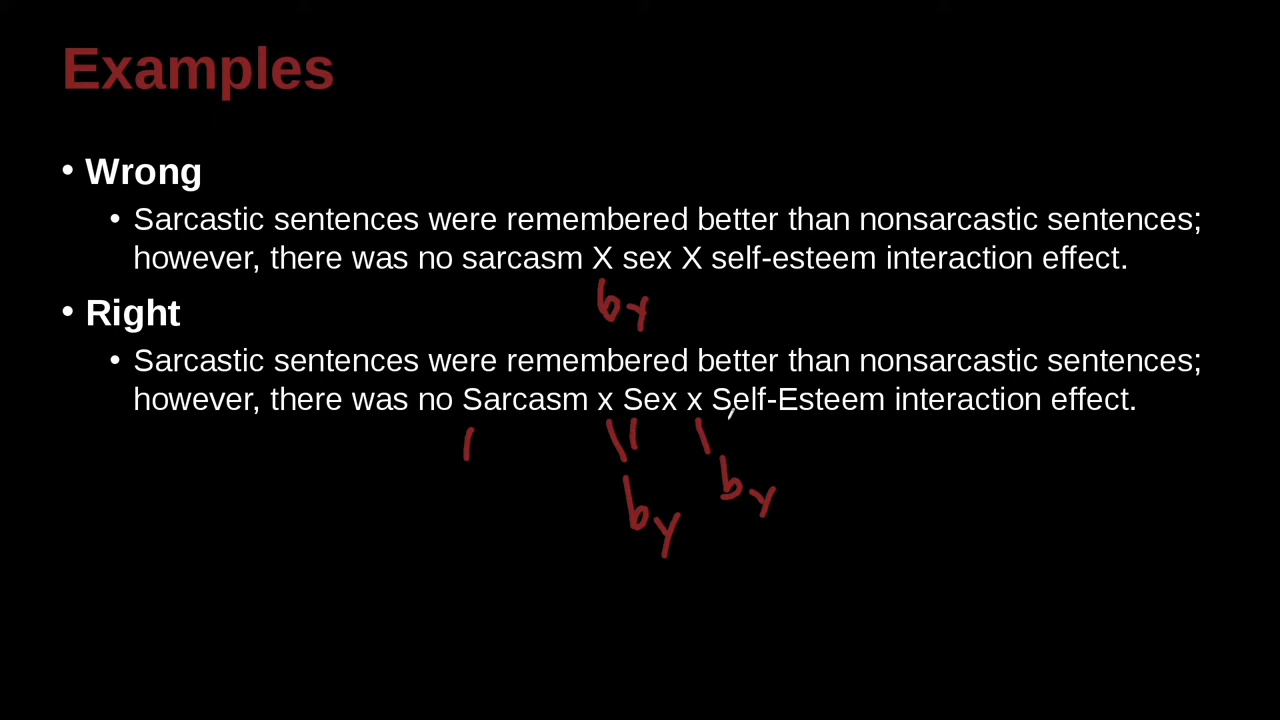 Examples
• Wrong
• Sarcastic sentences were remembered better than nonsarcastic sentences;
however, there was no sarcasm X sex X self-esteem interaction effect.
by
• Right
• Sarcastic sentences were remembered better than nonsarcastic sentences;
however, there was no Sarcasm x Sex x Self-Esteem interaction effect.
by
by